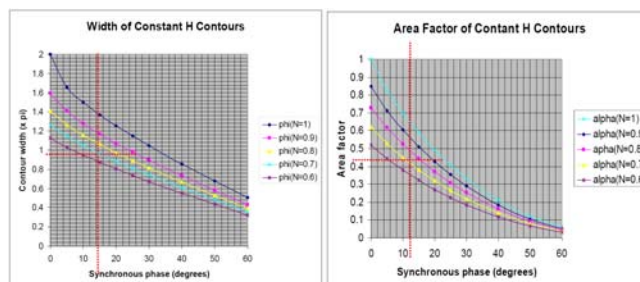 Width of Constant H Contours
Contour width (x pi)
2
1.8
1.6
1.4
1.2
1
0.8
0.6
0.4
0.2
0
0 10 20 30 40 50 60
Synchronous phase (degrees)
phi(N=1)
phi(N=0.9)
phi(N=0.8)
phi(N=0.7)
phi(N=0.6)
Area Factor of Contant H Contours
Area factor
1
0.9
0.8
0.7
0.6
0.5
0.4
0.3
0.2
0.1
0
0 10 20 30 40 50 60
Synchronous phase (degrees)
alpha(N=1)
alpha(N=0.9
apha(N=0.8
alpha(N=0.7
alpha(N=0.6